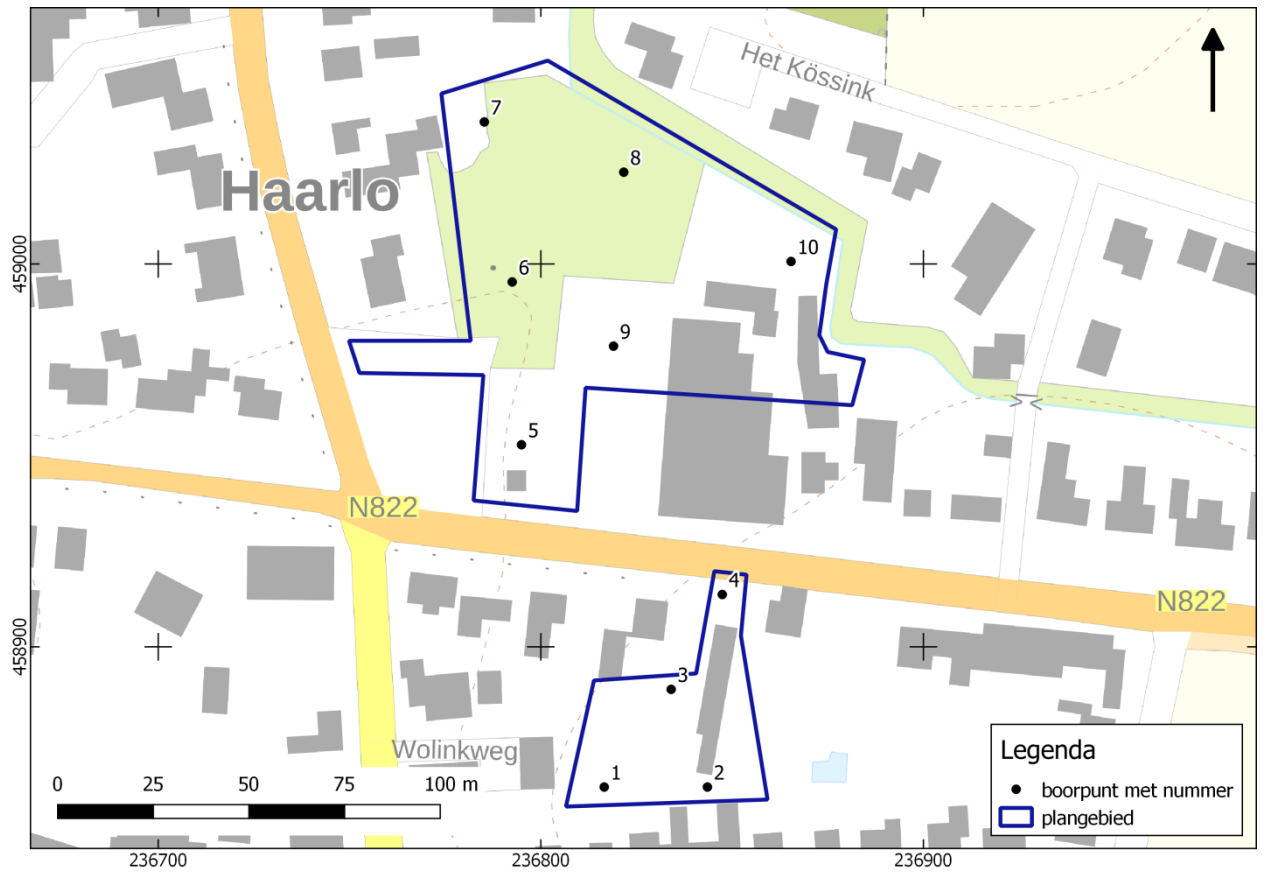 Het Kössink
7
8
Haarlo
10
459000
6
9
5
N822
4
N822
458900
3
Wolinkweg
Legenda
0 25 50 75 100 m
1
2
boorpunt met nummer
plangebied
236700 236800 236900